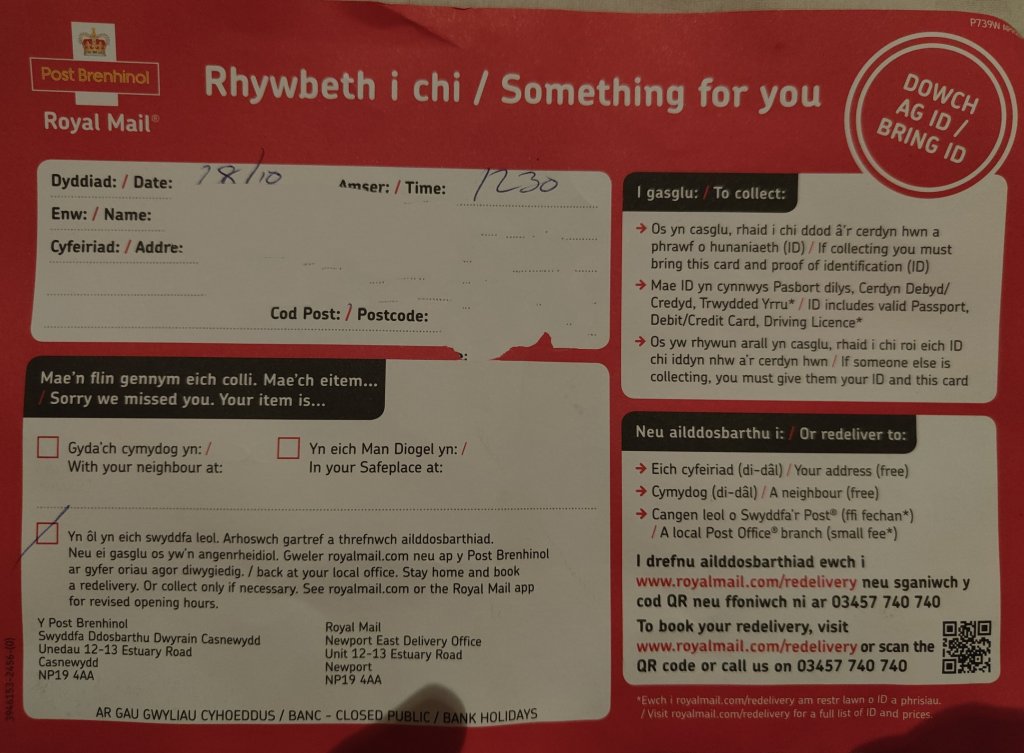 P739W
Post Brenhinol
Royal Mail®
Rhywbeth i chi / Something for you
DOWCH
AG ID /
BRING ID
Dyddiad: / Date: 28/10
Amser: / Time: 1230
Enw: / Name:
Cyfeiriad: / Addre:
Cod Post: / Postcode:
Mae'n flin gennym eich colli. Mae'ch eitem...
/ Sorry we missed you. Your item is...
Gyda'ch cymydog yn: /
With your neighbour at:
Yn eich Man Diogel yn: /
In your Safeplace at:
Yn ôl yn eich swyddfa leol. Arhoswch gartref a threfnwch ailddosbarthiad.
Neu ei gasglu os yw'n angenrheidiol. Gweler royalmail.com neu ap y Post Brenhinol
ar gyfer oriau agor diwygiedig. / back at your local office. Stay home and book
a redelivery. Or collect only if necessary. See royalmail.com or the Royal Mail app
for revised opening hours.
Y Post Brenhinol
Swyddfa Ddosbarthu Dwyrain Casnewydd
Unedau 12-13 Estuary Road
Casnewydd
NP19 4AA
Royal Mail
Newport East Delivery Office
Unit 12-13 Estuary Road
Newport
NP19 4AA
AR GAU GWYLIAU CYHOEDDUS / BANC - CLOSED PUBLIC / BANK HOLIDAYS
3946153-2456-(0)
I gasglu: / To collect:
→ Os yn casglu, rhaid i chi ddod â'r cerdyn hwn a
phrawf o hunaniaeth (ID) / If collecting you must
bring this card and proof of identification (ID)
→ Mae ID yn cynnwys Pasbort dilys, Cerdyn Debyd/
Credyd, Trwydded Yrru* / ID includes valid Passport,
Debit/Credit Card, Driving Licence*
→ Os yw rhywun arall yn casglu, rhaid i chi roi eich ID
chi iddyn nhw a'r cerdyn hwn / If someone else is
collecting, you must give them your ID and this card
Neu ailddosbarthu i: / Or redeliver to:
→ Eich cyfeiriad (di-dâl) / Your address (free)
→ Cymydog (di-dâl) / A neighbour (free)
→ Cangen leol o Swyddfa'r Post® (ffi fechan*)
/ A local Post Office® branch (small fee*)
I drefnu ailddosbarthiad ewch i
www.royalmail.com/redelivery neu sganiwch y
cod QR neu ffoniwch ni ar 03457 740 740
To book your redelivery, visit
www.royalmail.com/redelivery or scan the
QR code or call us on 03457 740 740
*Ewch i royalmail.com/redelivery am restr lawn o ID a phrisiau.
/ Visit royalmail.com/redelivery for a full list of ID and prices.